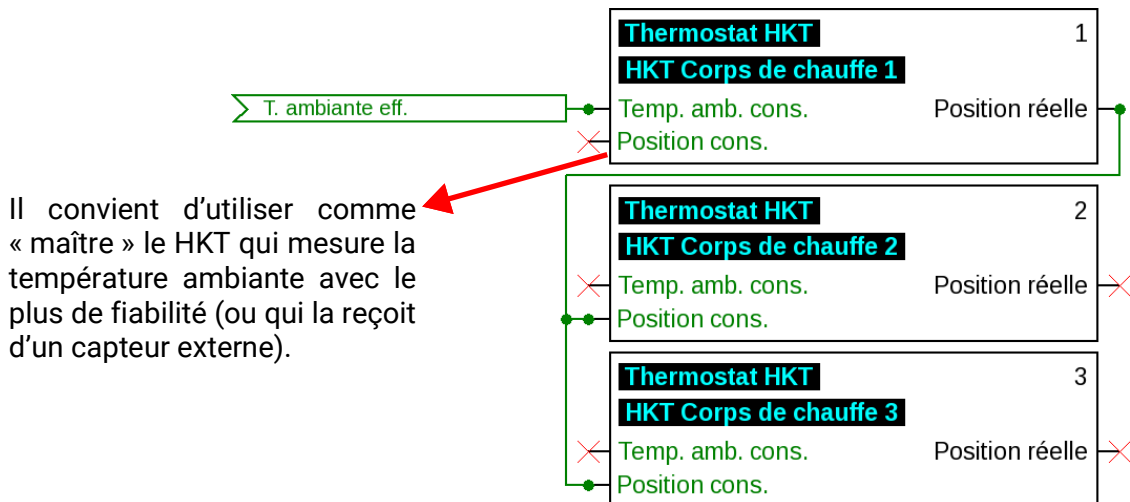 Thermostat HKT 1
HKT Corps de chauffe 1
T. ambiante eff.
Temp. amb. cons. Position réelle
Position cons.
Il convient d’utiliser comme
« maître » le HKT qui mesure la
température ambiante avec le
plus de fiabilité (ou qui la reçoit
d’un capteur externe).
Thermostat HKT 2
HKT Corps de chauffe 2
Temp. amb. cons. Position réelle
Position cons.
Thermostat HKT 3
HKT Corps de chauffe 3
Temp. amb. cons. Position réelle
Position cons.